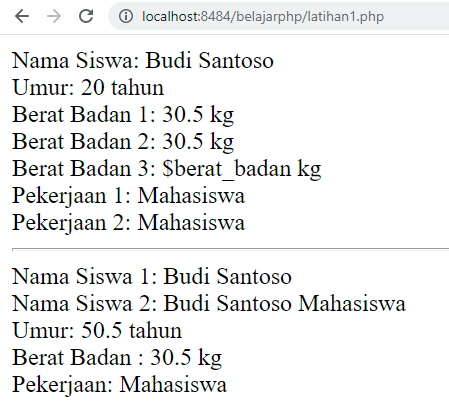 localhost:8484/belajarphp/latihan1.php
Nama Siswa: Budi Santoso
Umur: 20 tahun
Berat Badan 1: 30.5 kg
Berat Badan 2: 30.5 kg
Berat Badan 3: $berat_badan kg
Pekerjaan 1: Mahasiswa
Pekerjaan 2: Mahasiswa
Nama Siswa 1: Budi Santoso
Nama Siswa 2: Budi Santoso Mahasiswa
Umur: 50.5 tahun
Berat Badan : 30.5 kg
Pekerjaan: Mahasiswa